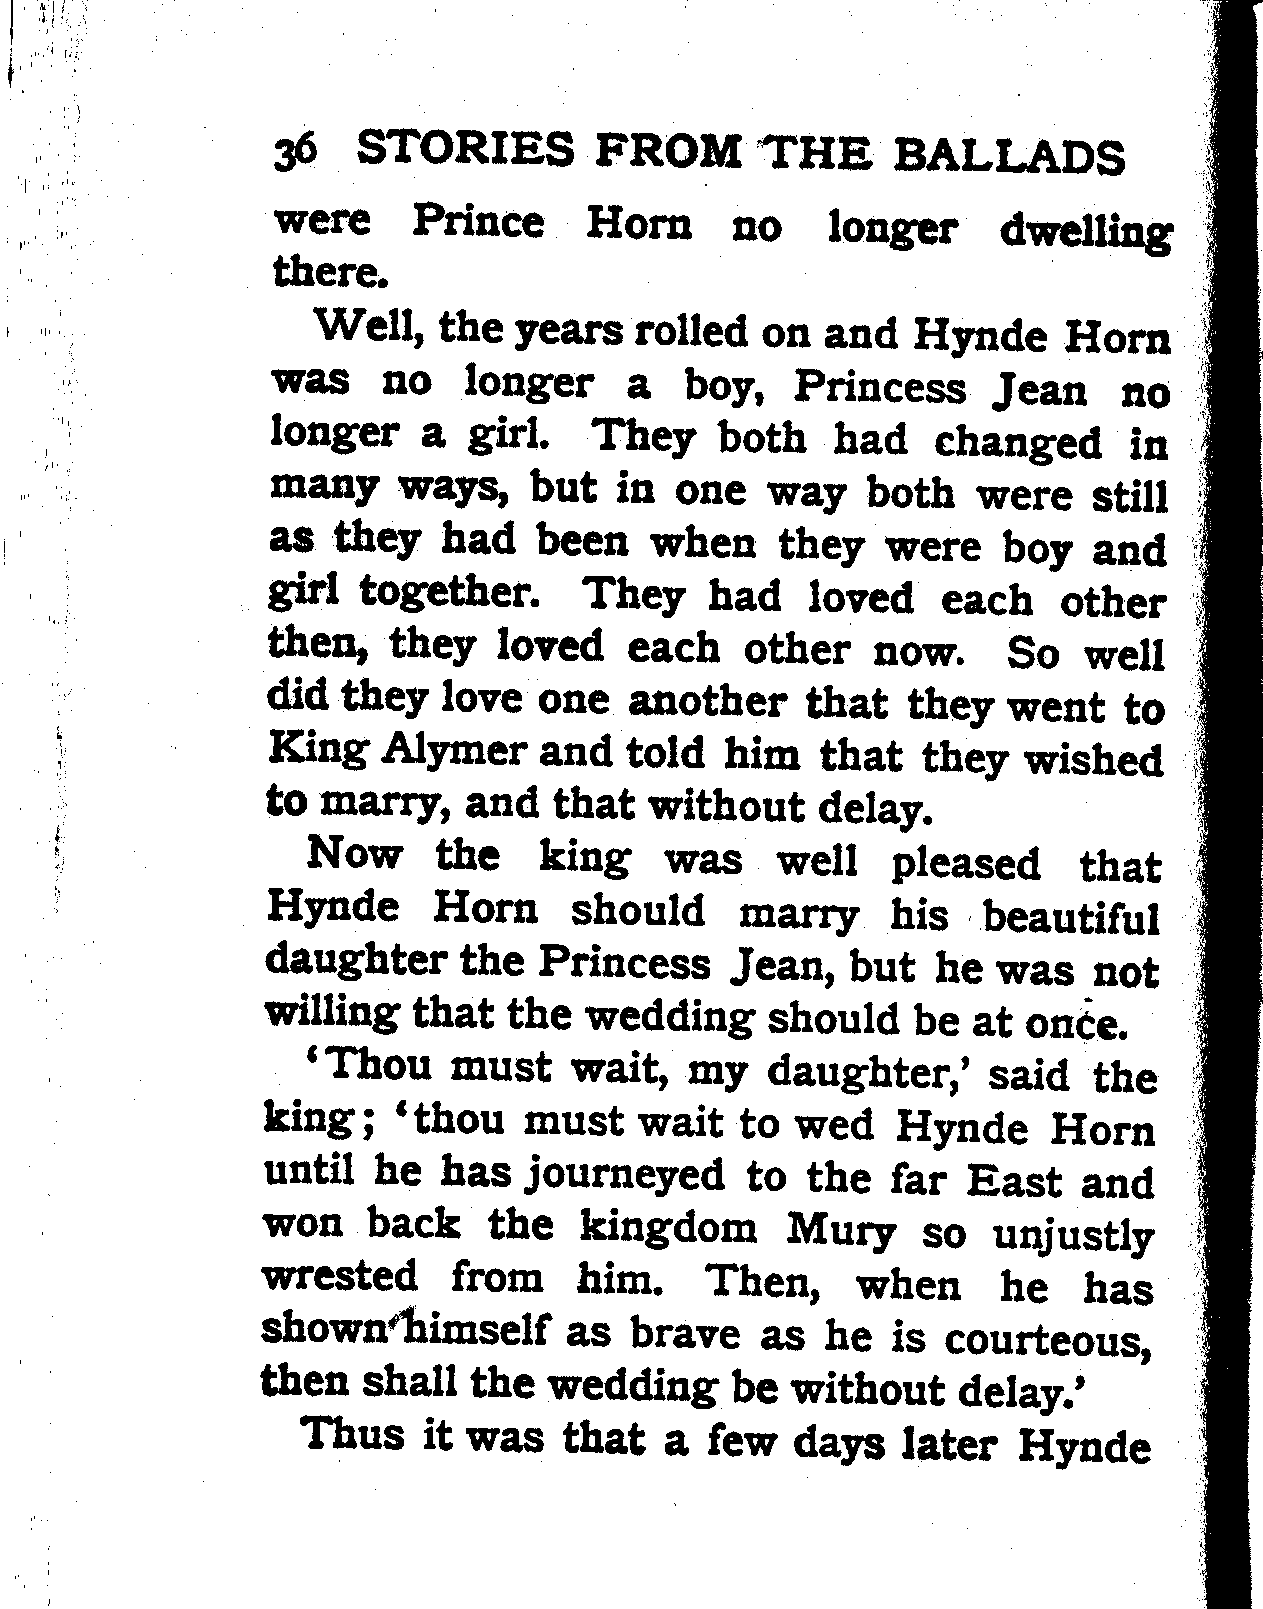 36 STORIES FROM THE BALLADS
were Prince Horn no longer dwelling
there.
Well, the years rolled on and Hynde Horn
was no longer a boy, Princess Jean no
longer a girl. They both had changed in
many ways, but in one way both were still
as they had been when they were boy and
girl together. They had loved each other
then, they loved each other now. So well
did they love one another that they went to
King Alymer and told him that they wished
to marry, and that without delay.
Now the king was well pleased that
Hynde Horn should marry his beautiful
daughter the Princess Jean, but he was not
willing that the wedding should be at once.
‘Thou must wait, my daughter,’ said the
king; ‘thou must wait to wed Hynde Horn
until he has journeyed to the far East and
won back the kingdom Mury so unjustly
wrested from him. Then, when he has
shown himself as brave as he is courteous,
then shall the wedding be without delay.’
Thus it was that a few days later Hynde